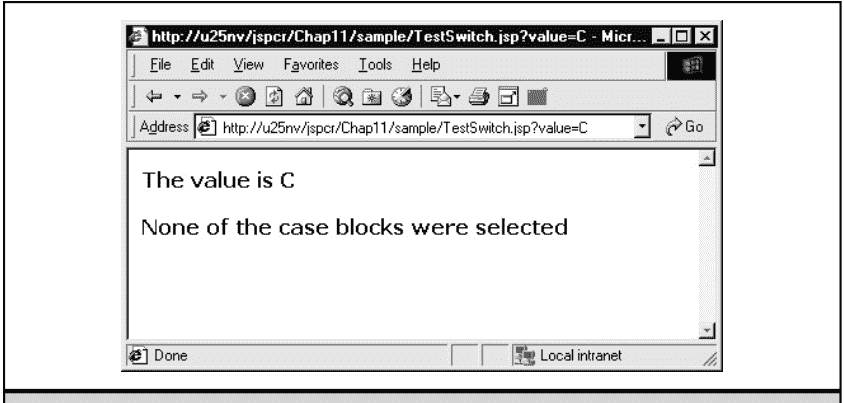 http://u25nv/jspcr/Chap11/sample/TestSwitch.jsp?value=C - Micr...
File Edit View Favorites Tools Help
Address http://u25nv/jspcr/Chap11/sample/TestSwitch.jsp?value=C Go
The value is C
None of the case blocks were selected
Done Local intranet